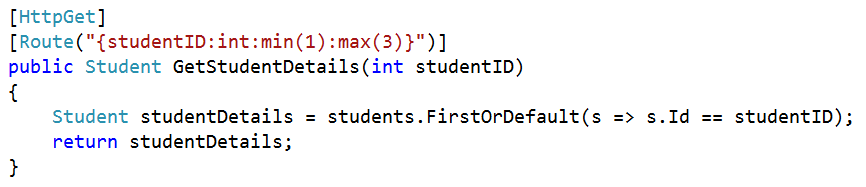 [HttpGet]
[Route("{studentID:int:min(1):max(3)}")]
public Student GetStudentDetails(int studentID)
{
    Student studentDetails = students.FirstOrDefault(s => s.Id == studentID);
    return studentDetails;
}